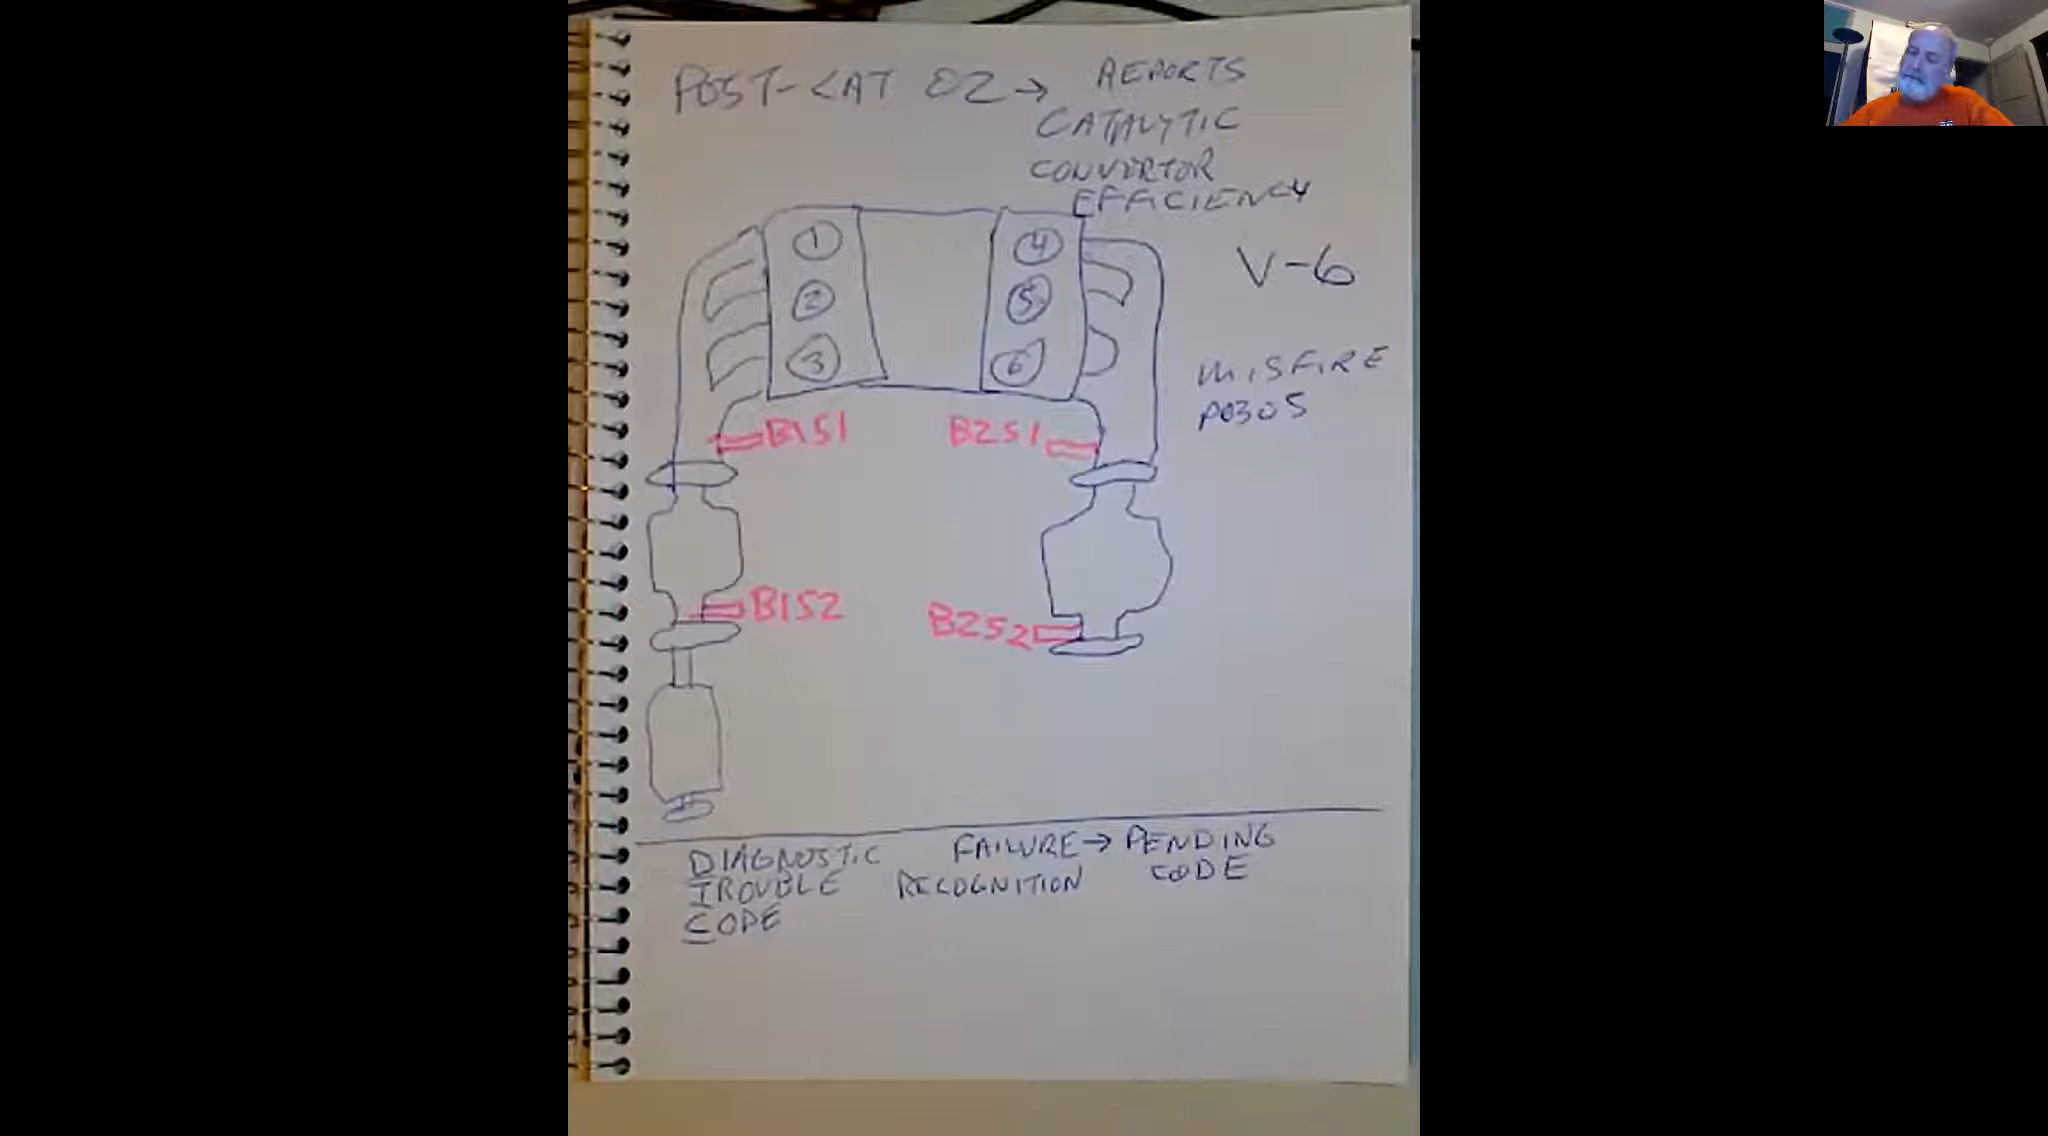 POST-CAT O2 → REPORTS
CATALYTIC
CONVERTOR
EFFICIENCY
1 4
V-6
2 5
3 6
MISFIRE
P0305
B1S1 B2S1
B1S2 B2S2
DIAGNOSTIC FAILURE → PENDING
TROUBLE RECOGNITION CODE
CODE